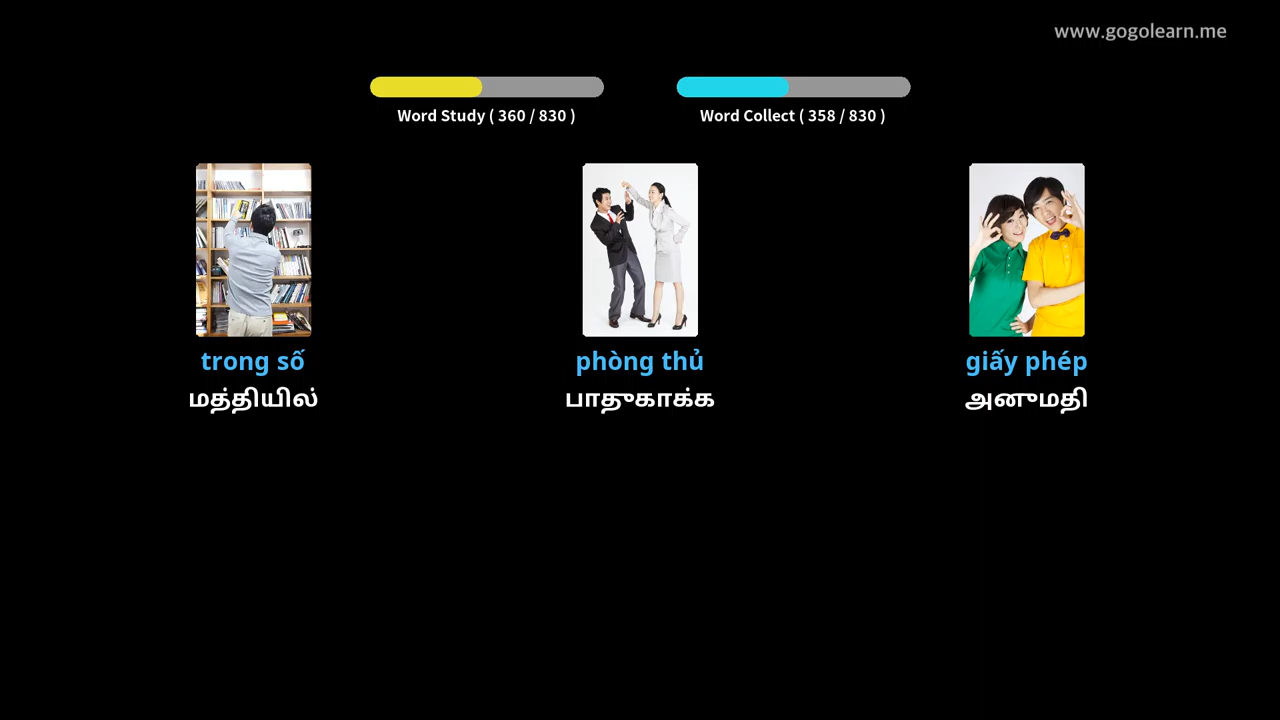 www.gogolearn.me
Word Study ( 360 / 830 )
Word Collect ( 358 / 830 )
trong số
phòng thủ
giấy phép
மத்தியில்
பாதுகாக்க
அனுமதி